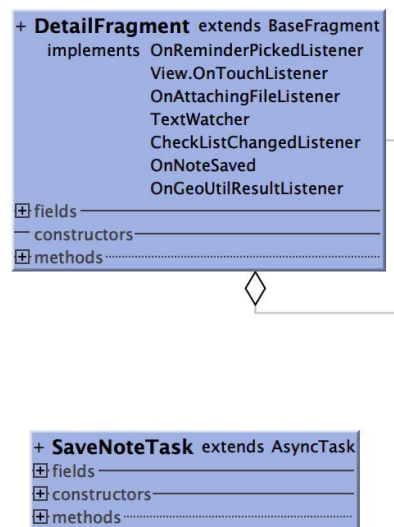 + DetailFragment extends BaseFragment
implements OnReminderPickedListener
View.OnTouchListener
OnAttachingFileListener
TextWatcher
CheckListChangedListener
OnNoteSaved
OnGeoUtilResultListener
+ fields
constructors
+ methods
+ SaveNoteTask extends AsyncTask
+ fields
+ constructors
+ methods